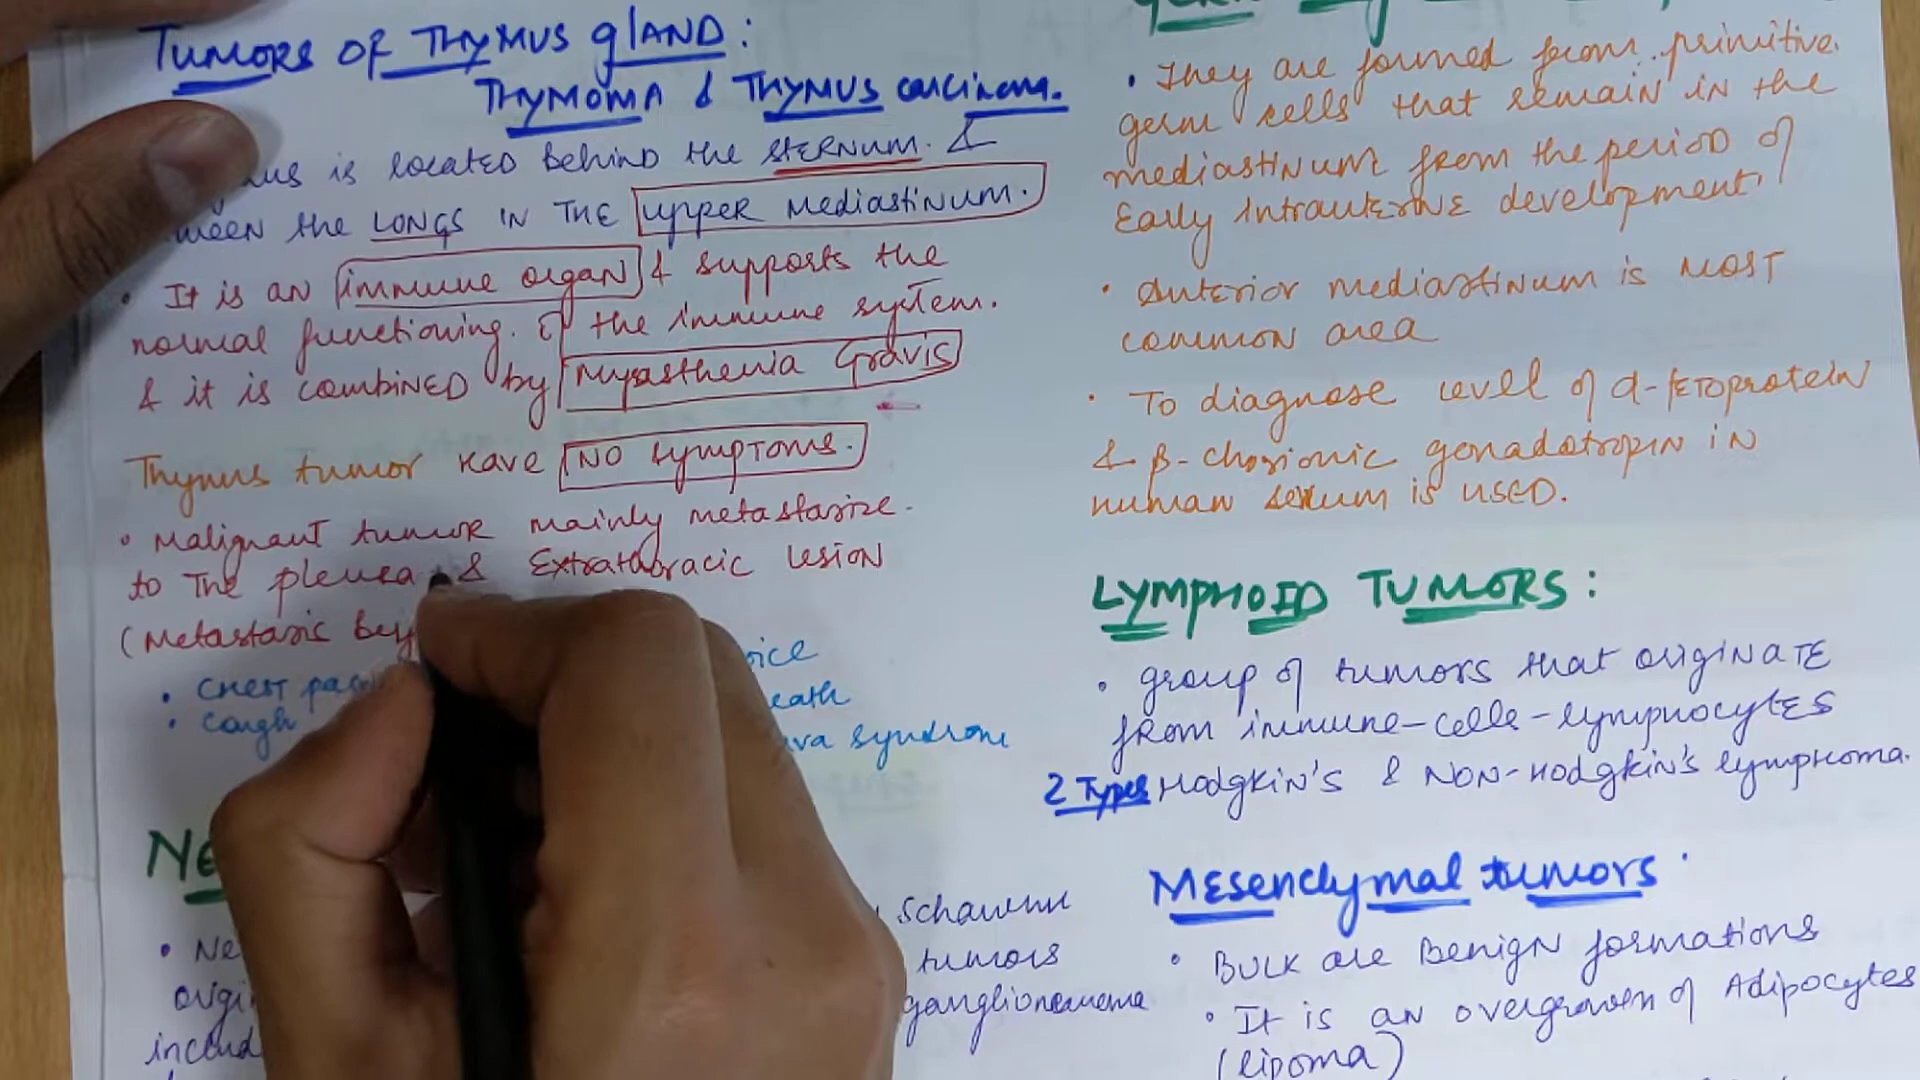 TUMORS OF THYMUS glAND:
THYMOMA & THYMUS carcinoma.
is located Behind the STERNUM. &
the LUNGS IN THE upper Mediastinum.
• It is an immune organ & supports the
normal functioning. of the immune system.
& it is combinED by Myasthenia Gravis
Thymus tumor have NO symptoms.
• Malignant tumor mainly metastasize.
to The pleura & Extrathoracic lesion
(Metastasis
• Chest
• Cough
syndrome
• Ne
origi
includ
Schawnn
tumors
ganglioneurema
• They are formed from primitive
germ cells that remain in the
mediastinum from the period of
Early Intrauterine development.
• Anterior mediastinum is MOST
common area
• To diagnose level of α-FETOprotein
& β-chorionic gonadotropin in
human serum is USED.
LYMPHOID TUMORS:
• group of tumors that originate
from immune-cells-lymphocytes
2 Types Hodgkin's & NON-Hodgkin's lymphoma.
Mesenchymal tumors
• BULK are Benign formations
• It is an overgrown of Adipocytes
(lipoma)